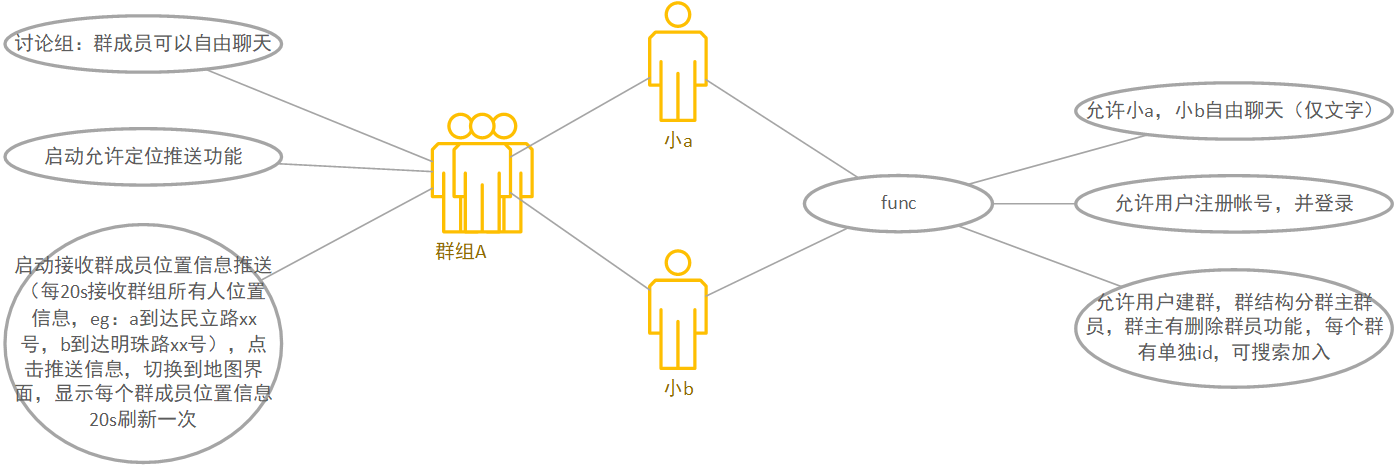 讨论组：群成员可以自由聊天
启动允许定位推送功能
启动接收群成员位置信息推送
（每20s接收群组所有人位置
信息，eg：a到达民立路xx
号，b到达明珠路xx号），点
击推送信息，切换到地图界
面，显示每个群成员位置信息
20s刷新一次
群组A
小a
小b
func
允许小a，小b自由聊天（仅文字）
允许用户注册帐号，并登录
允许用户建群，群结构分群主群
员，群主有删除群员功能，每个群
有单独id，可搜索加入